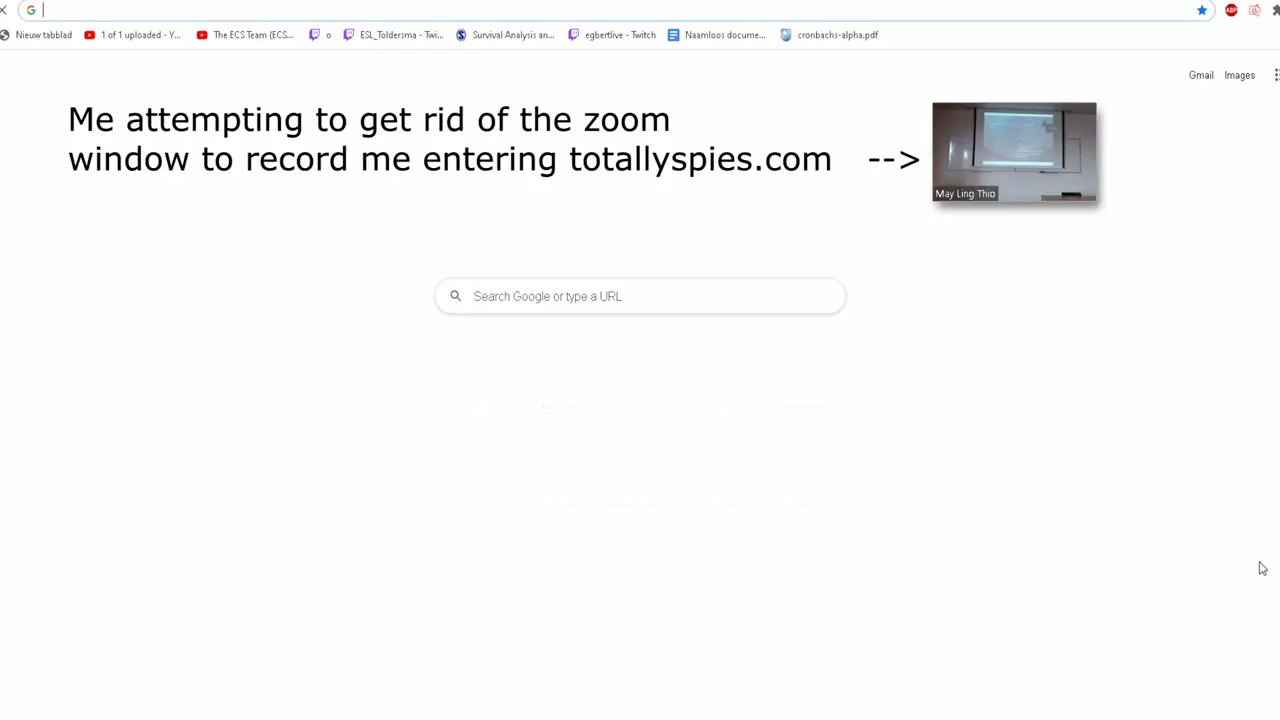 Nieuw tabblad
1 of 1 uploaded - Y...
The ECS Team (ECS...
o
ESL_Toldersma - Twi...
Survival Analysis an...
egbertlive - Twitch
Naamloos docume...
cronbachs-alpha.pdf
ABP
Gmail
Images
Me attempting to get rid of the zoom
window to record me entering totallyspies.com -->
May Ling Thio
Search Google or type a URL